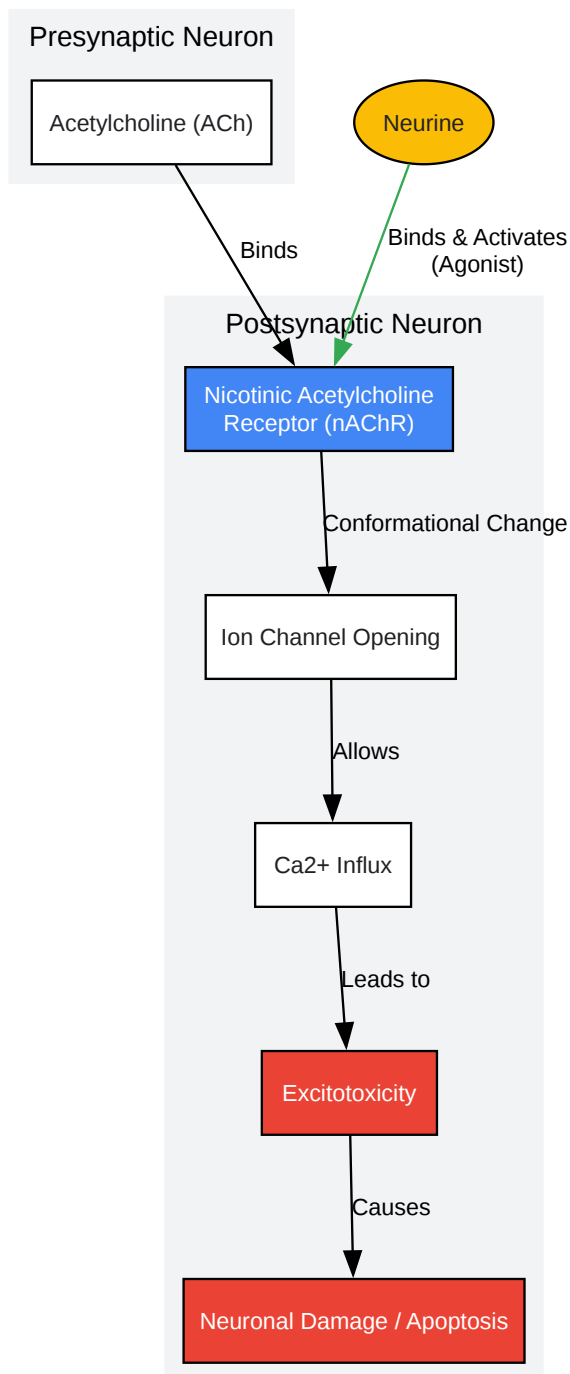 Presynaptic Neuron
Acetylcholine (ACh)
Neurine
Binds
Binds & Activates
(Agonist)
Postsynaptic Neuron
Nicotinic Acetylcholine
Receptor (nAChR)
Conformational Change
Ion Channel Opening
Allows
Ca2+ Influx
Leads to
Excitotoxicity
Causes
Neuronal Damage / Apoptosis